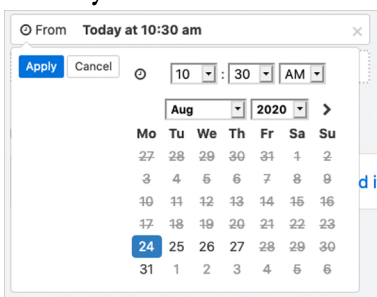 From Today at 10:30 am ×
Apply Cancel 10 : 30 AM
Aug 2020
Mo Tu We Th Fr Sa Su
27 28 29 30 31 1 2
3 4 5 6 7 8 9
10 11 12 13 14 15 16
17 18 19 20 21 22 23
24 25 26 27 28 29 30
31 1 2 3 4 5 6
d i